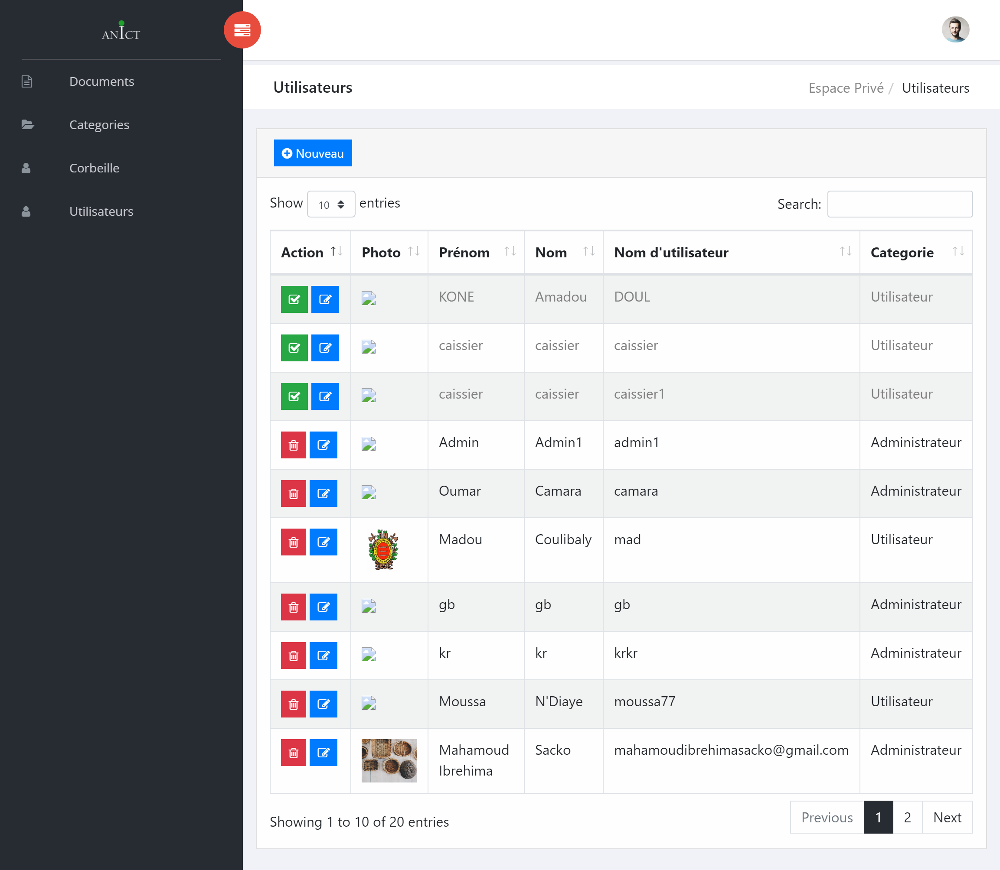 ANICT
Documents
Categories
Corbeille
Utilisateurs
Utilisateurs
Espace Privé / Utilisateurs
Nouveau
Show 10 entries
Search:
Action Photo Prénom Nom Nom d'utilisateur Categorie
KONE Amadou DOUL Utilisateur
caissier caissier caissier Utilisateur
caissier caissier caissier1 Utilisateur
Admin Admin1 admin1 Administrateur
Oumar Camara camara Administrateur
Madou Coulibaly mad Utilisateur
gb gb gb Administrateur
kr kr krkr Administrateur
Moussa N'Diaye moussa77 Utilisateur
Mahamoud Sacko mahamoudibrehimasacko@gmail.com Administrateur
Ibrehima
Showing 1 to 10 of 20 entries
Previous 1 2 Next